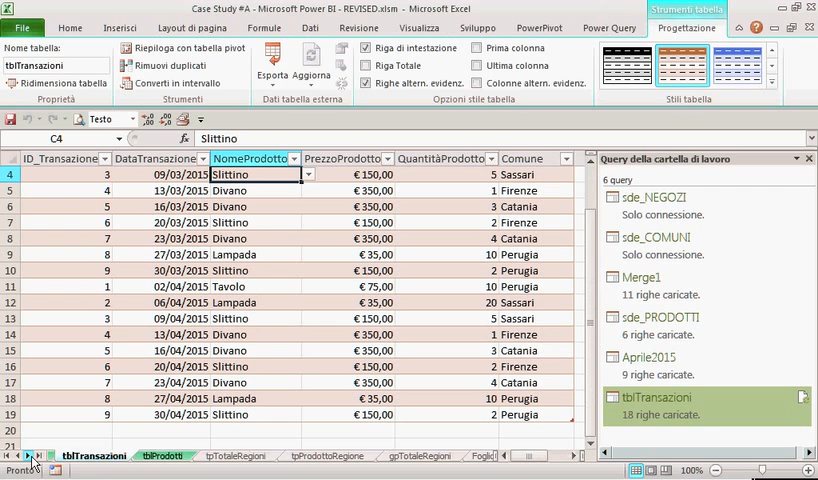 Case Study #A - Microsoft Power BI - REVISED.xlsm - Microsoft Excel
Strumenti tabella
File Home Inserisci Layout di pagina Formule Dati Revisione Visualizza Sviluppo PowerPivot Power Query Progettazione
Nome tabella:
tblTransazioni
Ridimensiona tabella
Proprietà
Riepiloga con tabella pivot
Rimuovi duplicati
Converti in intervallo
Strumenti
Esporta Aggiorna
Dati tabella esterna
Riga di intestazione Prima colonna
Riga Totale Ultima colonna
Righe altern. evidenz. Colonne altern. evidenz.
Opzioni stile tabella
Stili tabella
Testo
C4 fx Slittino
ID_Transazione DataTransazione NomeProdotto PrezzoProdotto QuantitàProdotto Comune
4 3 09/03/2015 Slittino € 150,00 5 Sassari
5 4 13/03/2015 Divano € 350,00 1 Firenze
6 5 16/03/2015 Divano € 350,00 3 Catania
7 6 20/03/2015 Slittino € 150,00 2 Firenze
8 7 23/03/2015 Divano € 350,00 4 Catania
9 8 27/03/2015 Lampada € 35,00 10 Perugia
10 9 30/03/2015 Slittino € 150,00 2 Perugia
11 1 02/04/2015 Tavolo € 75,00 10 Perugia
12 2 06/04/2015 Lampada € 35,00 20 Sassari
13 3 09/04/2015 Slittino € 150,00 5 Sassari
14 4 13/04/2015 Divano € 350,00 1 Firenze
15 5 16/04/2015 Divano € 350,00 3 Catania
16 6 20/04/2015 Slittino € 150,00 2 Firenze
17 7 23/04/2015 Divano € 350,00 4 Catania
18 8 27/04/2015 Lampada € 35,00 10 Perugia
19 9 30/04/2015 Slittino € 150,00 2 Perugia
20
21
Query della cartella di lavoro
6 query
sde_NEGOZI
Solo connessione.
sde_COMUNI
Solo connessione.
Merge1
11 righe caricate.
sde_PRODOTTI
6 righe caricate.
Aprile2015
9 righe caricate.
tblTransazioni
18 righe caricate.
tblTransazioni tblProdotti tpTotaleRegioni tpProdottoRegione gpTotaleRegioni Foglio
Pronto 100%